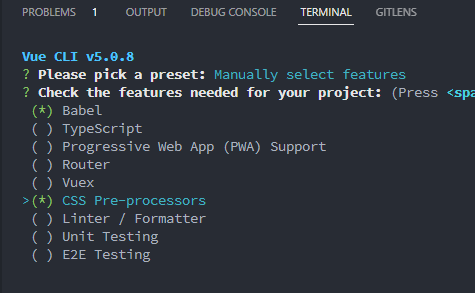 PROBLEMS 1 OUTPUT DEBUG CONSOLE TERMINAL GITLENS
Vue CLI v5.0.8
? Please pick a preset: Manually select features
? Check the features needed for your project: (Press <spa
(*) Babel
( ) TypeScript
( ) Progressive Web App (PWA) Support
( ) Router
( ) Vuex
>(*) CSS Pre-processors
( ) Linter / Formatter
( ) Unit Testing
( ) E2E Testing